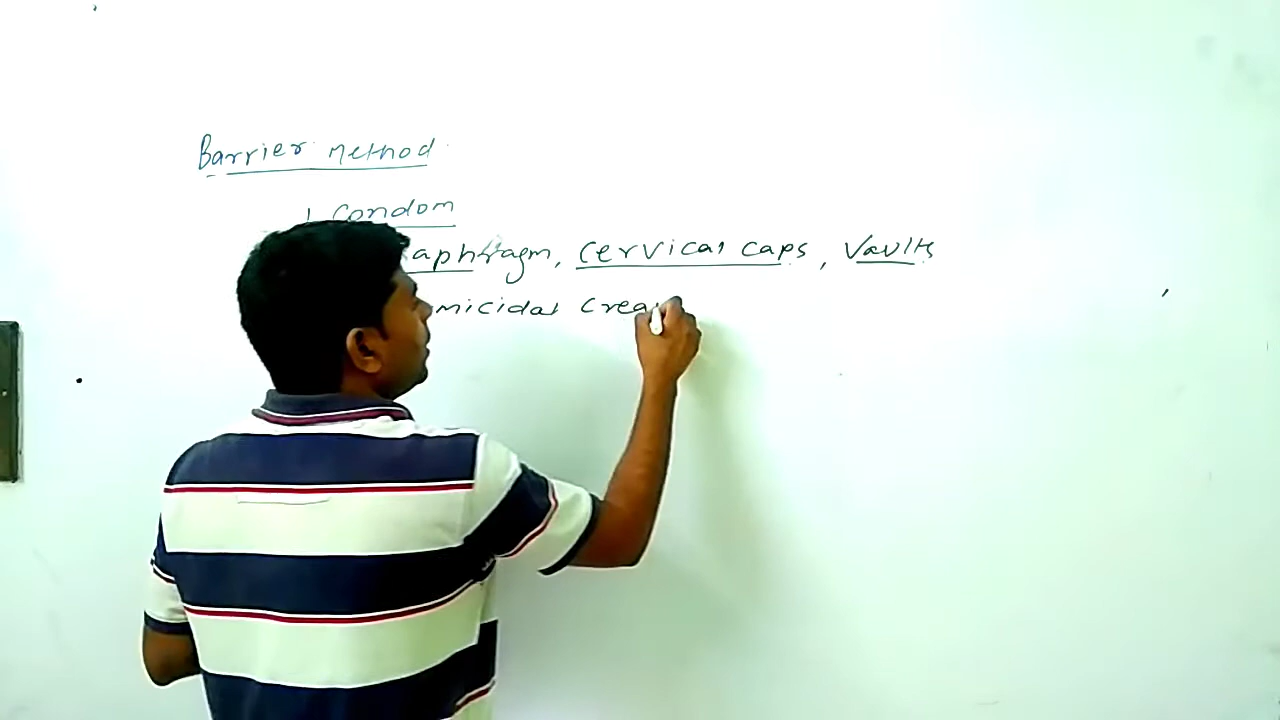 Barrier Method
1. Condom
aphragm, Cervical caps, Vaults
micidal Crea